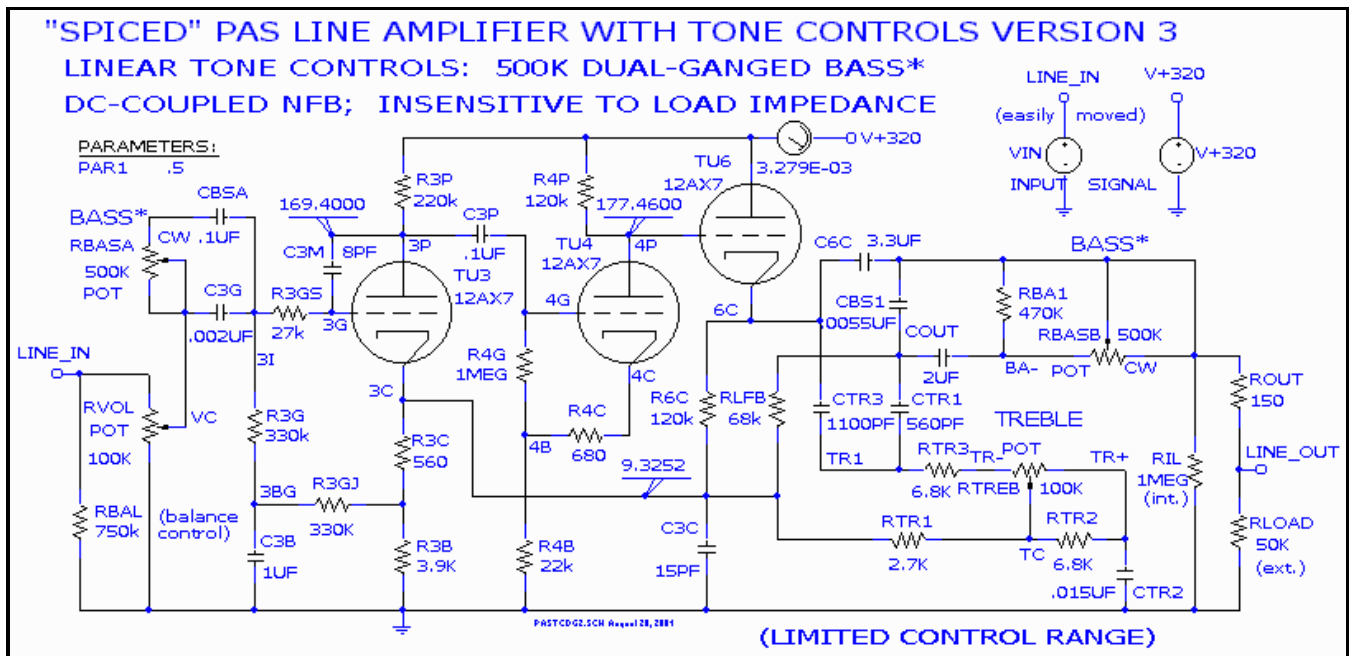 "SPICED" PAS LINE AMPLIFIER WITH TONE CONTROLS VERSION 3
LINEAR TONE CONTROLS: 500K DUAL-GANGED BASS*
DC-COUPLED NFB; INSENSITIVE TO LOAD IMPEDANCE
LINE_IN
V+320
(easily moved)
VIN
V+320
INPUT SIGNAL
PARAMETERS:
PAR1 .5
0V+320
3.279E-03
TU6
12AX7
R3P
220k
R4P
120k
169.4000
177.4600
CBSA
.1UF
BASS*
RBASA
CW
500K
POT
C3M
8PF
3P
C3P
.1UF
TU3
12AX7
TU4
12AX7
4P
C6C
3.3UF
BASS*
C3G
.002UF
R3GS
27k
3G
3I
4G
6C
CBS1
.0055UF
COUT
RBA1
470K
RBASB
500K
2UF
BA-
POT
CW
LINE_IN
RVOL
POT
100K
VC
R3G
330k
3C
R4G
1MEG
4C
R6C
120k
RLFB
68k
CTR3
1100PF
CTR1
560PF
ROUT
150
TREBLE
R3C
560
4B
R4C
680
9.3252
TR1
RTR3
6.8K
TR-
POT
RTREB
100K
TR+
RIL
1MEG
(int.)
LINE_OUT
3BG
R3GJ
330K
RBAL
750k
(balance
control)
C3B
1UF
R3B
3.9K
R4B
22k
C3C
15PF
RTR1
2.7K
TC
RTR2
6.8K
.015UF
CTR2
RLOAD
50K
(ext.)
PASTCDG2.SCH August 20, 2001
(LIMITED CONTROL RANGE)